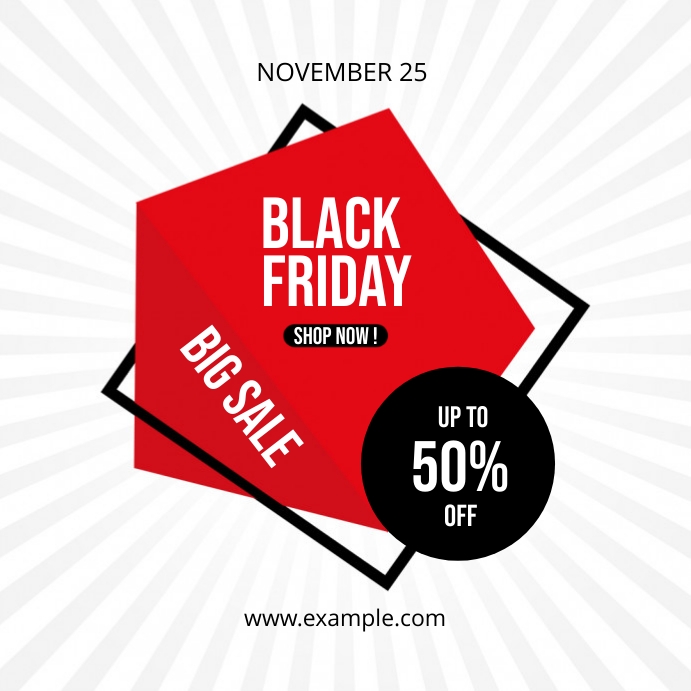 NOVEMBER 25
BLACK
FRIDAY
SHOP NOW !
BIG SALE
UP TO
50%
OFF
www.example.com